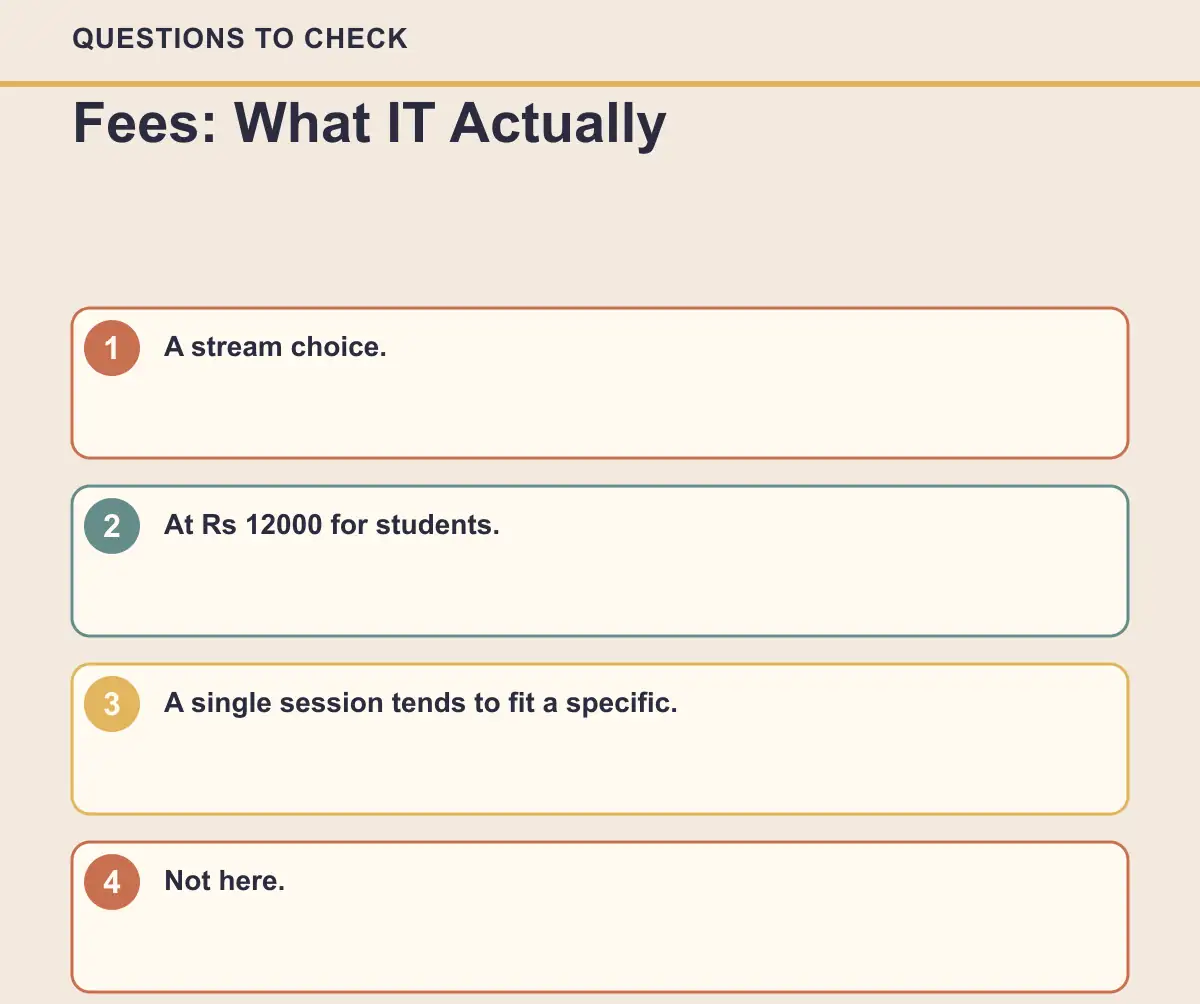 QUESTIONS TO CHECK
Fees: What IT Actually
1 A stream choice.
2 At Rs 12000 for students.
3 A single session tends to fit a specific.
4 Not here.